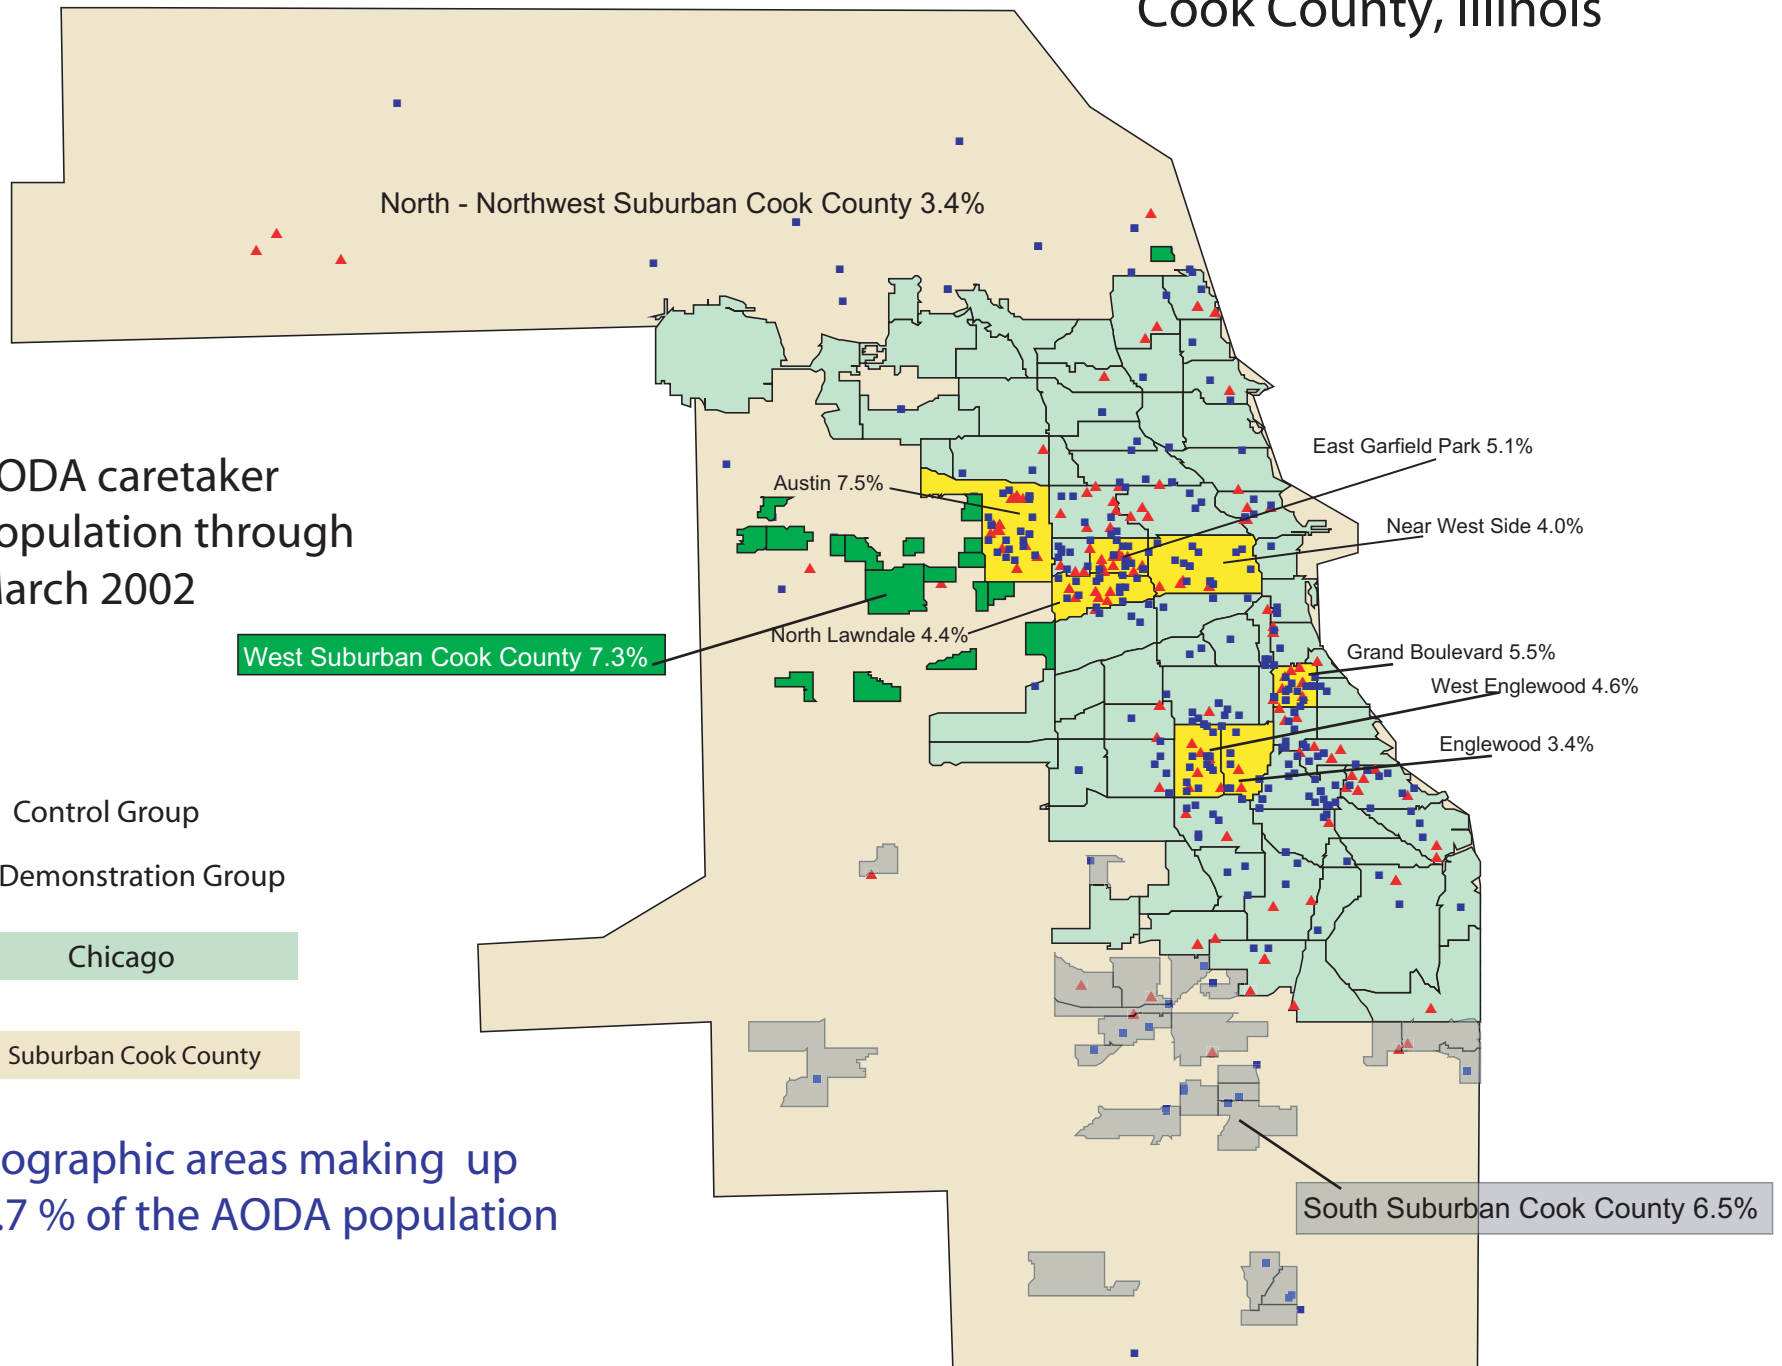 Cook County, Illinois
North - Northwest Suburban Cook County 3.4%
East Garfield Park 5.1%
Austin 7.5%
Near West Side 4.0%
ODA caretaker
opulation through
arch 2002
North Lawndale 4.4%
West Suburban Cook County 7.3%
Grand Boulevard 5.5%
West Englewood 4.6%
Englewood 3.4%
Control Group
Demonstration Group
Chicago
Suburban Cook County
ographic areas making up
.7 % of the AODA population
South Suburban Cook County 6.5%